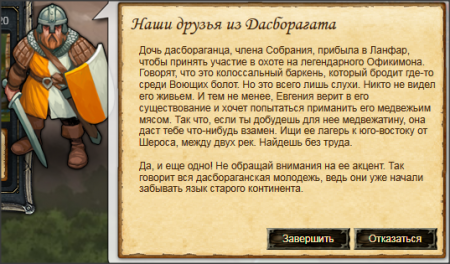 20
Наши друзья из Дасборагата
Дочь дасбораганца, члена Собрания, прибыла в Ланфар,
чтобы принять участие в охоте на легендарного Офикимона.
Говорят, что это колоссальный баркень, который бродит где-то
среди Воющих болот. Но это всего лишь слухи. Никто не видел
его живьем. И тем не менее, Евгения верит в его
существование и хочет попытаться приманить его медвежьим
мясом. Так что, если ты добудешь для нее медвежатину, она
даст тебе что-нибудь взамен. Ищи ее лагерь к юго-востоку от
Шероса, между двух рек. Найдешь без труда.
Да, и еще одно! Не обращай внимания на ее акцент. Так
говорит вся дасбораганская молодежь, ведь они уже начали
забывать язык старого континента.
Завершить Отказаться